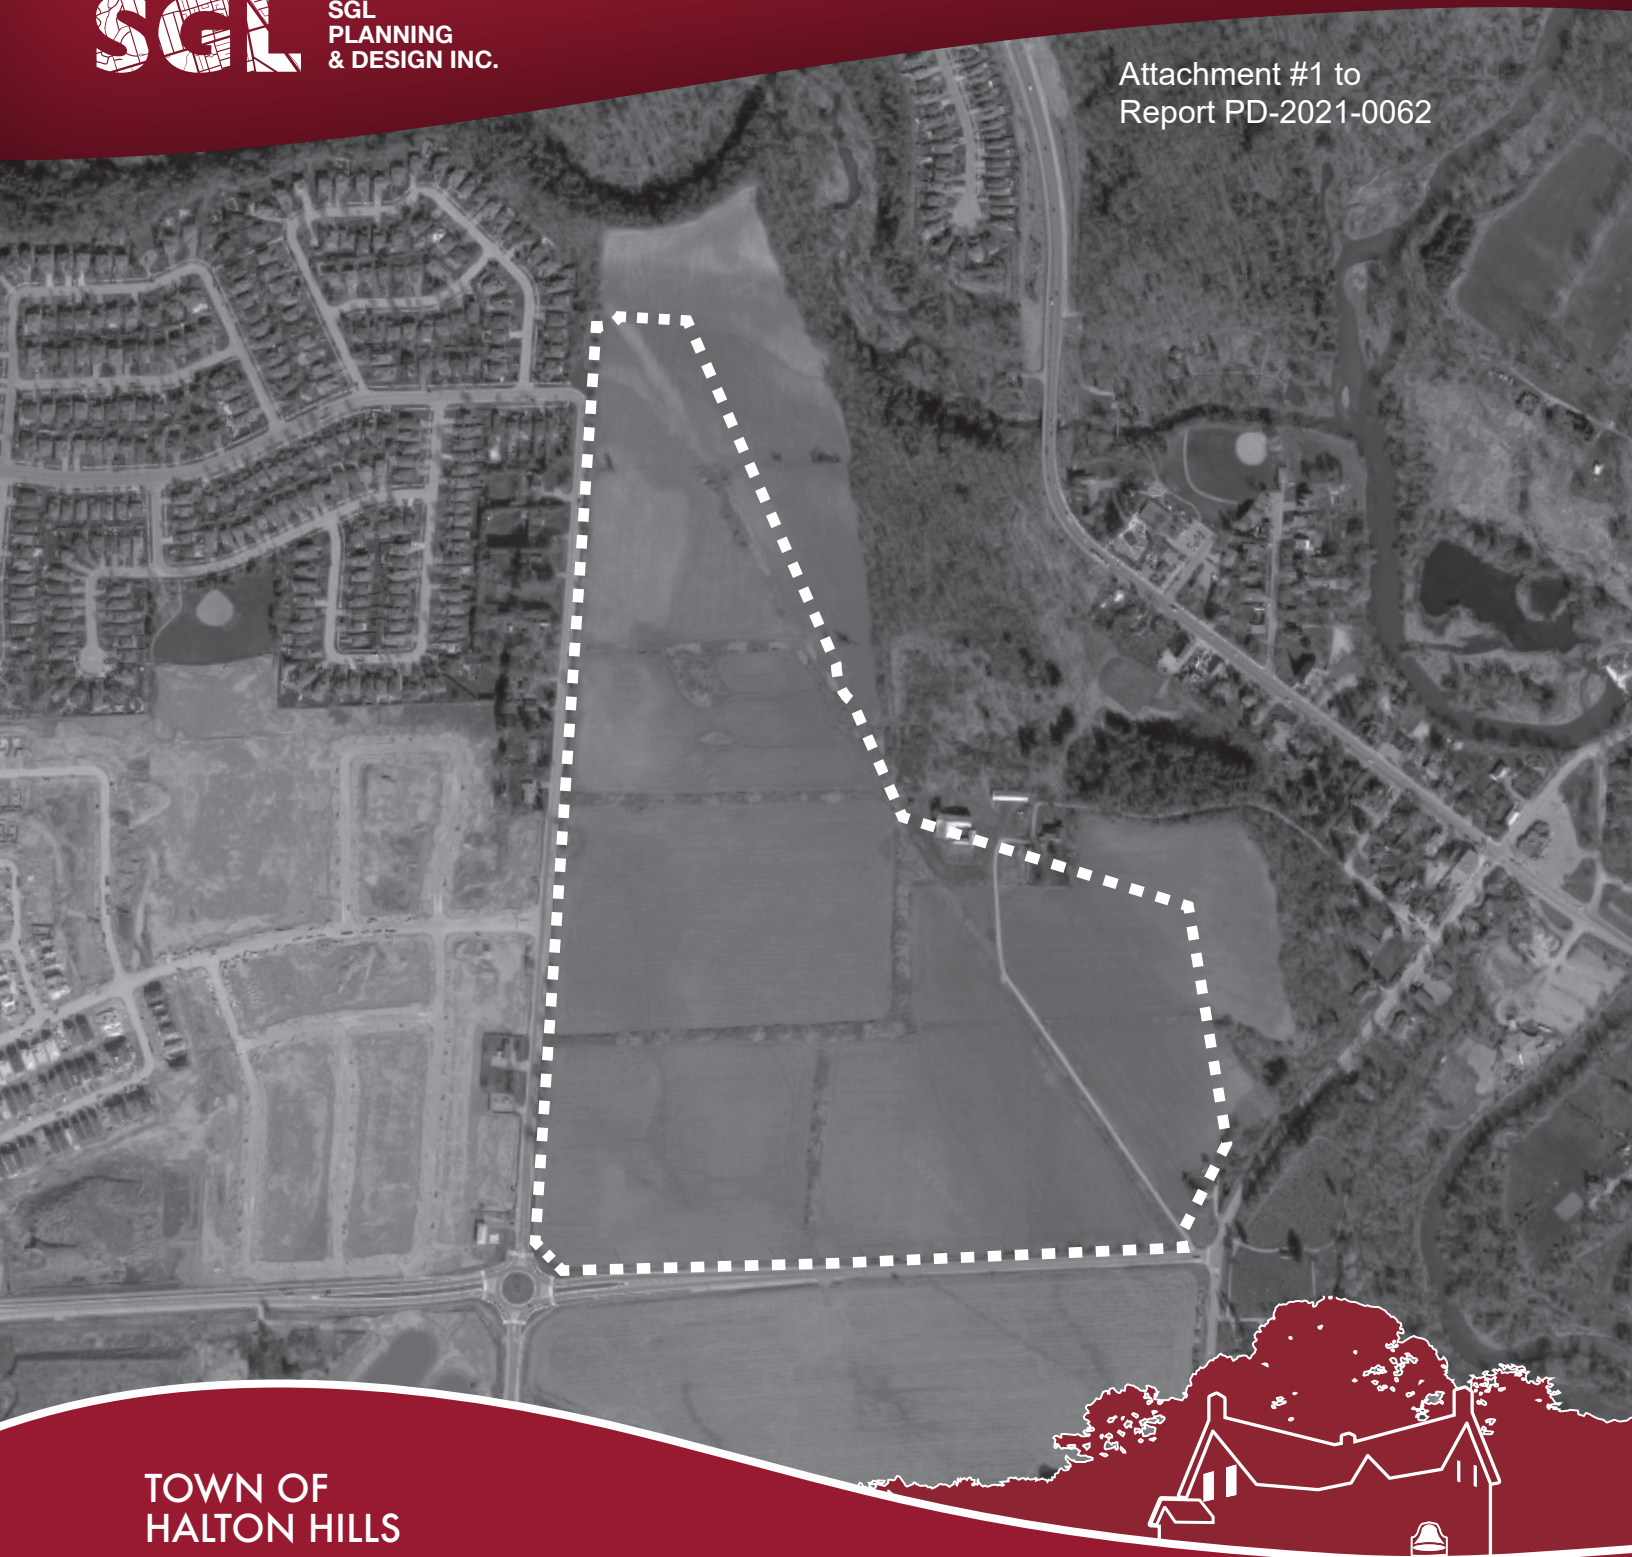 SGL
SGL
PLANNING
& DESIGN INC.
Attachment #1 to
Report PD-2021-0062
TOWN OF
HALTON HILLS